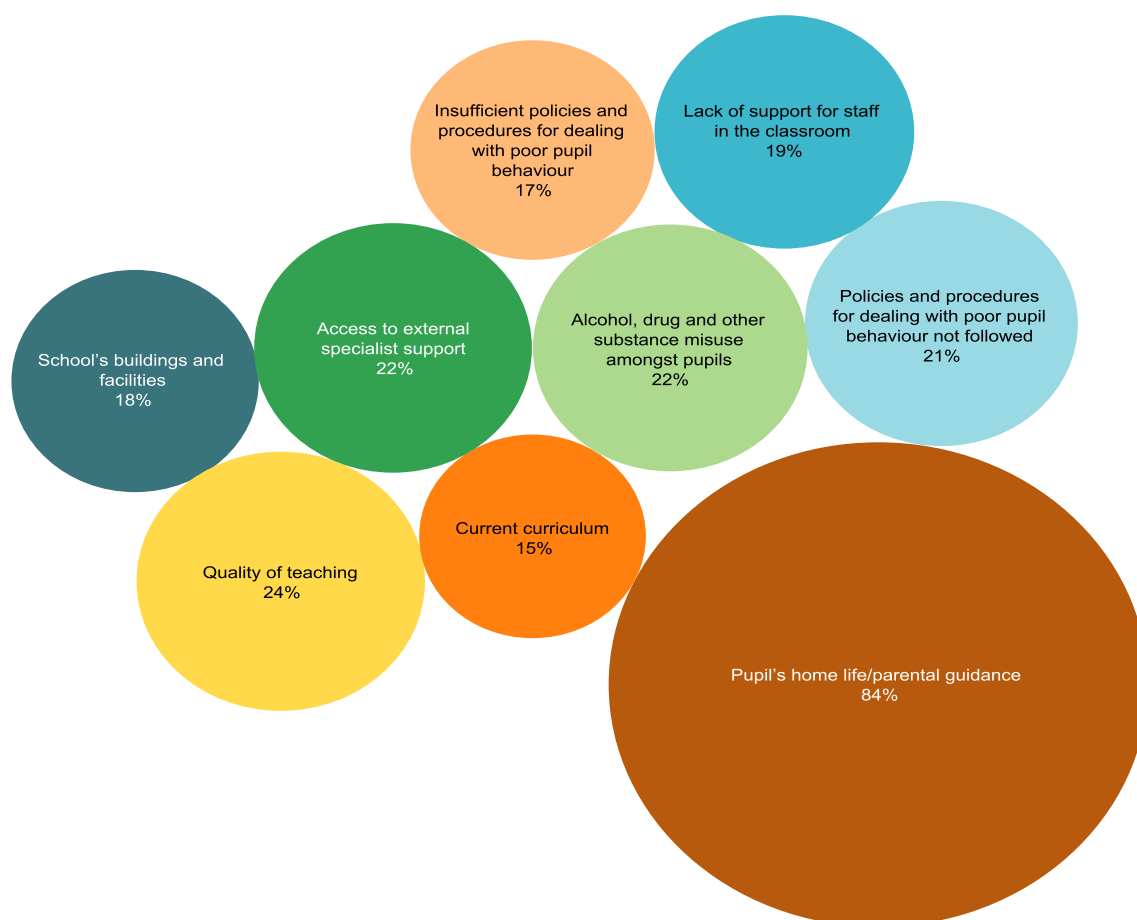 Insufficient policies and
procedures for dealing
with poor pupil
behaviour
17%
Lack of support for staff
in the classroom
19%
Access to external
specialist support
22%
Alcohol, drug and other
substance misuse
amongst pupils
22%
Policies and procedures
for dealing with poor pupil
behaviour not followed
21%
School’s buildings and
facilities
18%
Quality of teaching
24%
Current curriculum
15%
Pupil’s home life/parental guidance
84%